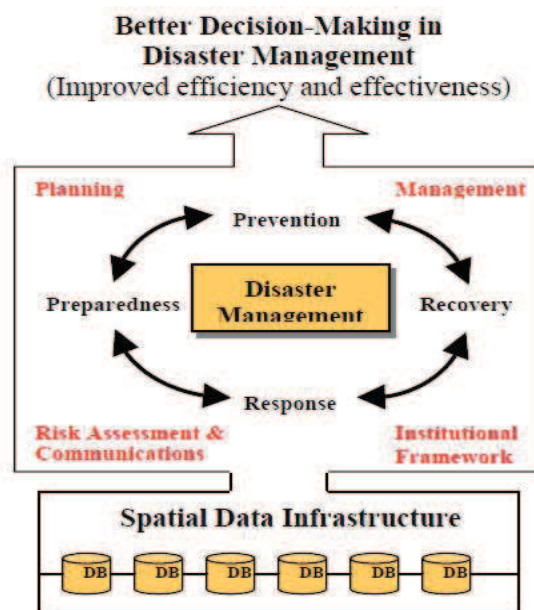 Better Decision-Making in
Disaster Management
(Improved efficiency and effectiveness)
Planning
Management
Prevention
Preparedness
Disaster
Management
Recovery
Response
Risk Assessment &
Communications
Institutional
Framework
Spatial Data Infrastructure
DB DB DB DB DB DB